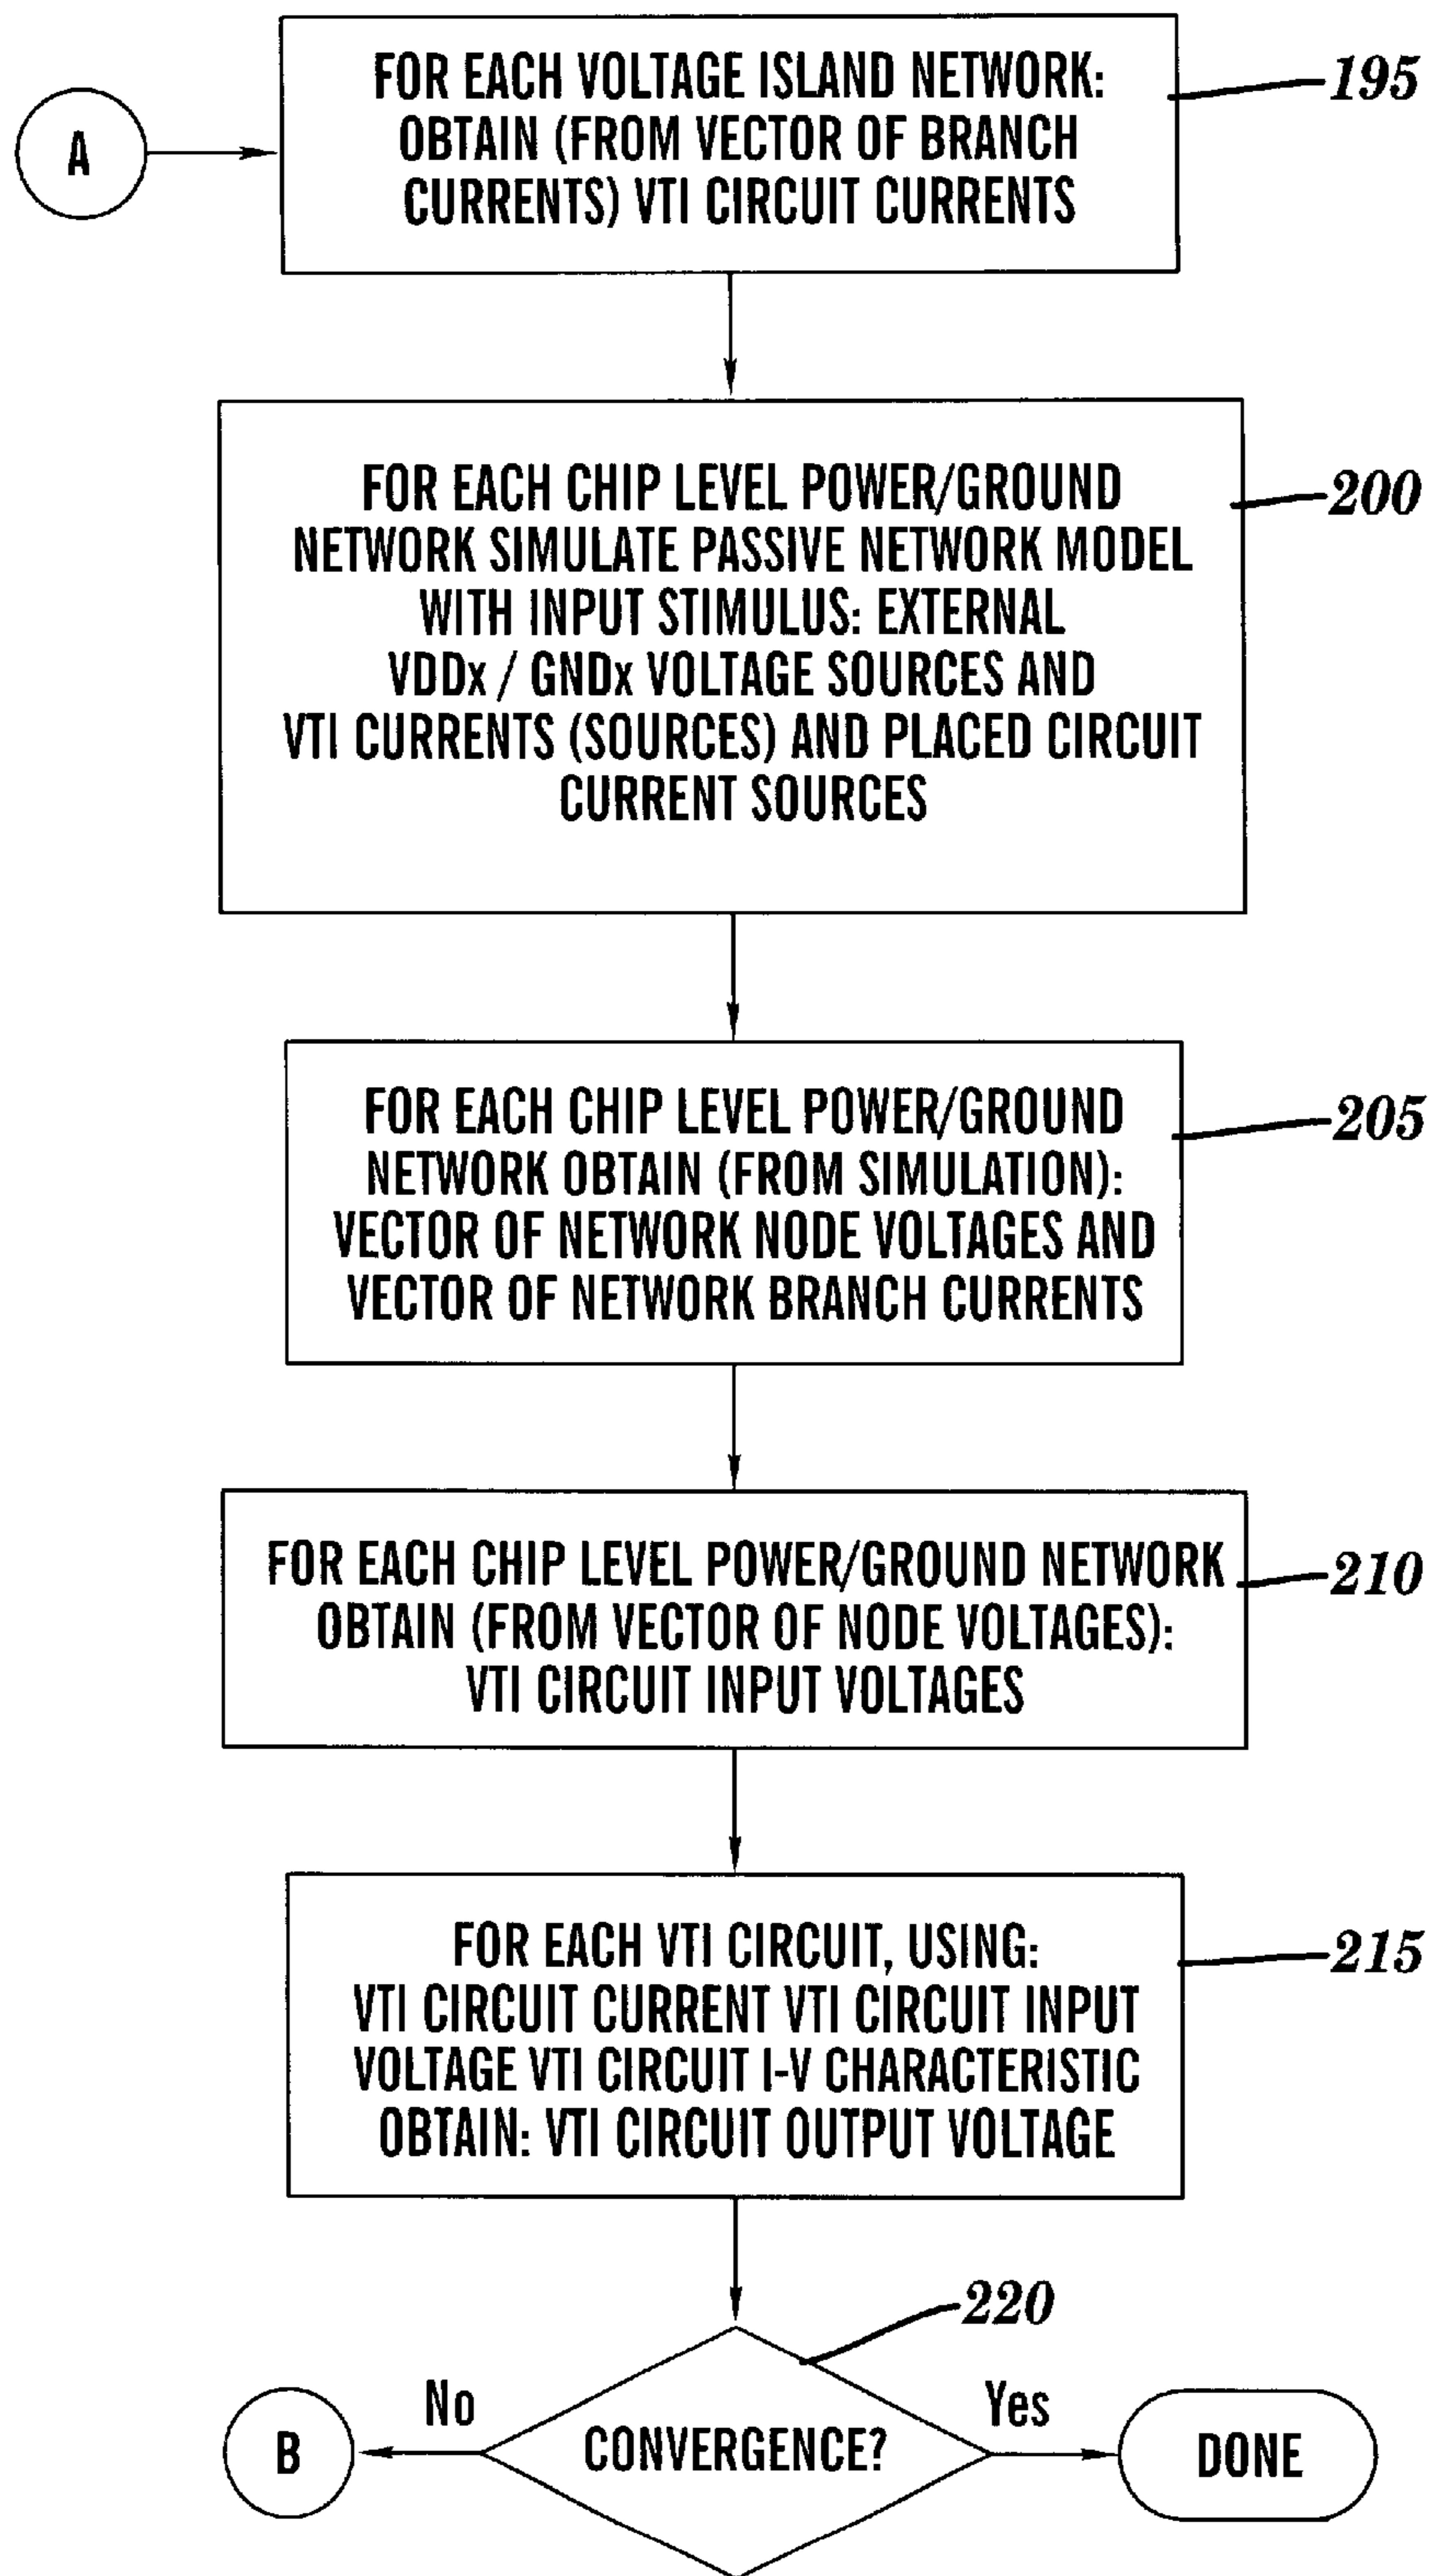 FOR EACH VOLTAGE ISLAND NETWORK:
OBTAIN (FROM VECTOR OF BRANCH
CURRENTS) VTI CIRCUIT CURRENTS
195
A
FOR EACH CHIP LEVEL POWER/GROUND
NETWORK SIMULATE PASSIVE NETWORK MODEL
WITH INPUT STIMULUS: EXTERNAL
VDDx / GNDx VOLTAGE SOURCES AND
VTI CURRENTS (SOURCES) AND PLACED CIRCUIT
CURRENT SOURCES
200
FOR EACH CHIP LEVEL POWER/GROUND
NETWORK OBTAIN (FROM SIMULATION):
VECTOR OF NETWORK NODE VOLTAGES AND
VECTOR OF NETWORK BRANCH CURRENTS
205
FOR EACH CHIP LEVEL POWER/GROUND NETWORK
OBTAIN (FROM VECTOR OF NODE VOLTAGES):
VTI CIRCUIT INPUT VOLTAGES
210
FOR EACH VTI CIRCUIT, USING:
VTI CIRCUIT CURRENT VTI CIRCUIT INPUT
VOLTAGE VTI CIRCUIT I-V CHARACTERISTIC
OBTAIN: VTI CIRCUIT OUTPUT VOLTAGE
215
220
No
Yes
B
CONVERGENCE?
DONE